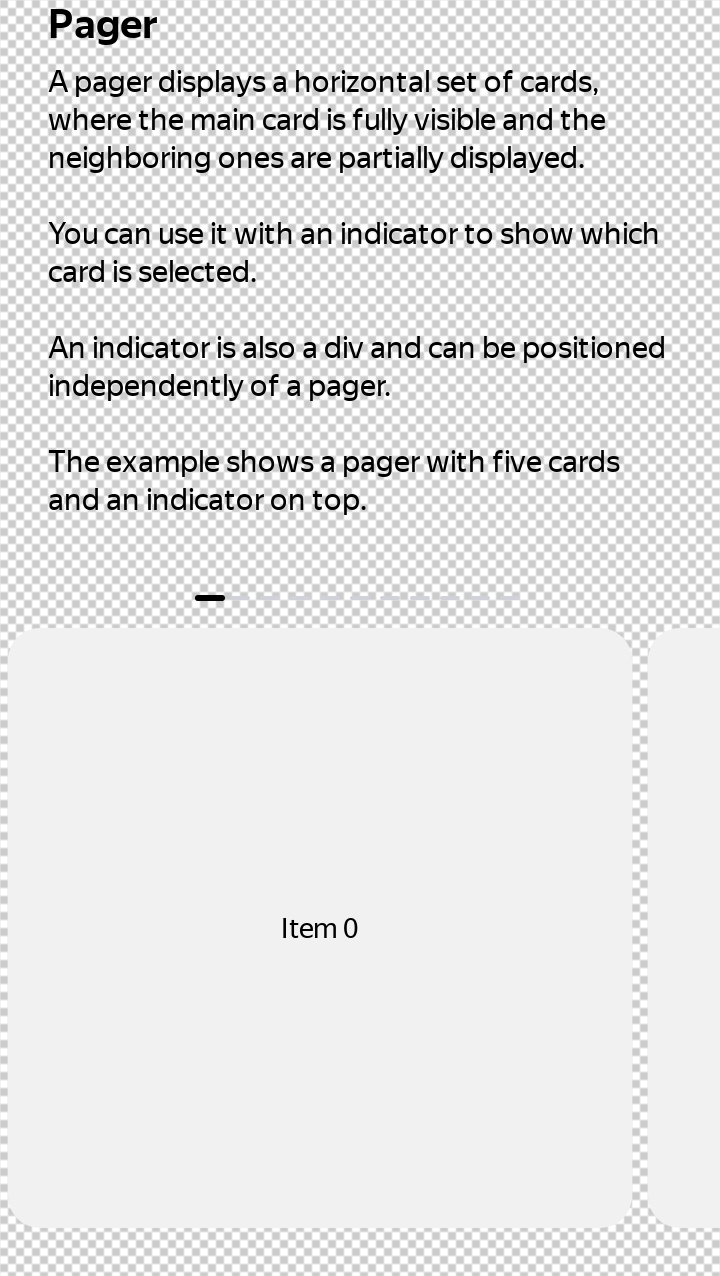 Pager
A pager displays a horizontal set of cards,
where the main card is fully visible and the
neighboring ones are partially displayed.
You can use it with an indicator to show which
card is selected.
An indicator is also a div and can be positioned
independently of a pager.
The example shows a pager with five cards
and an indicator on top.
Item 0